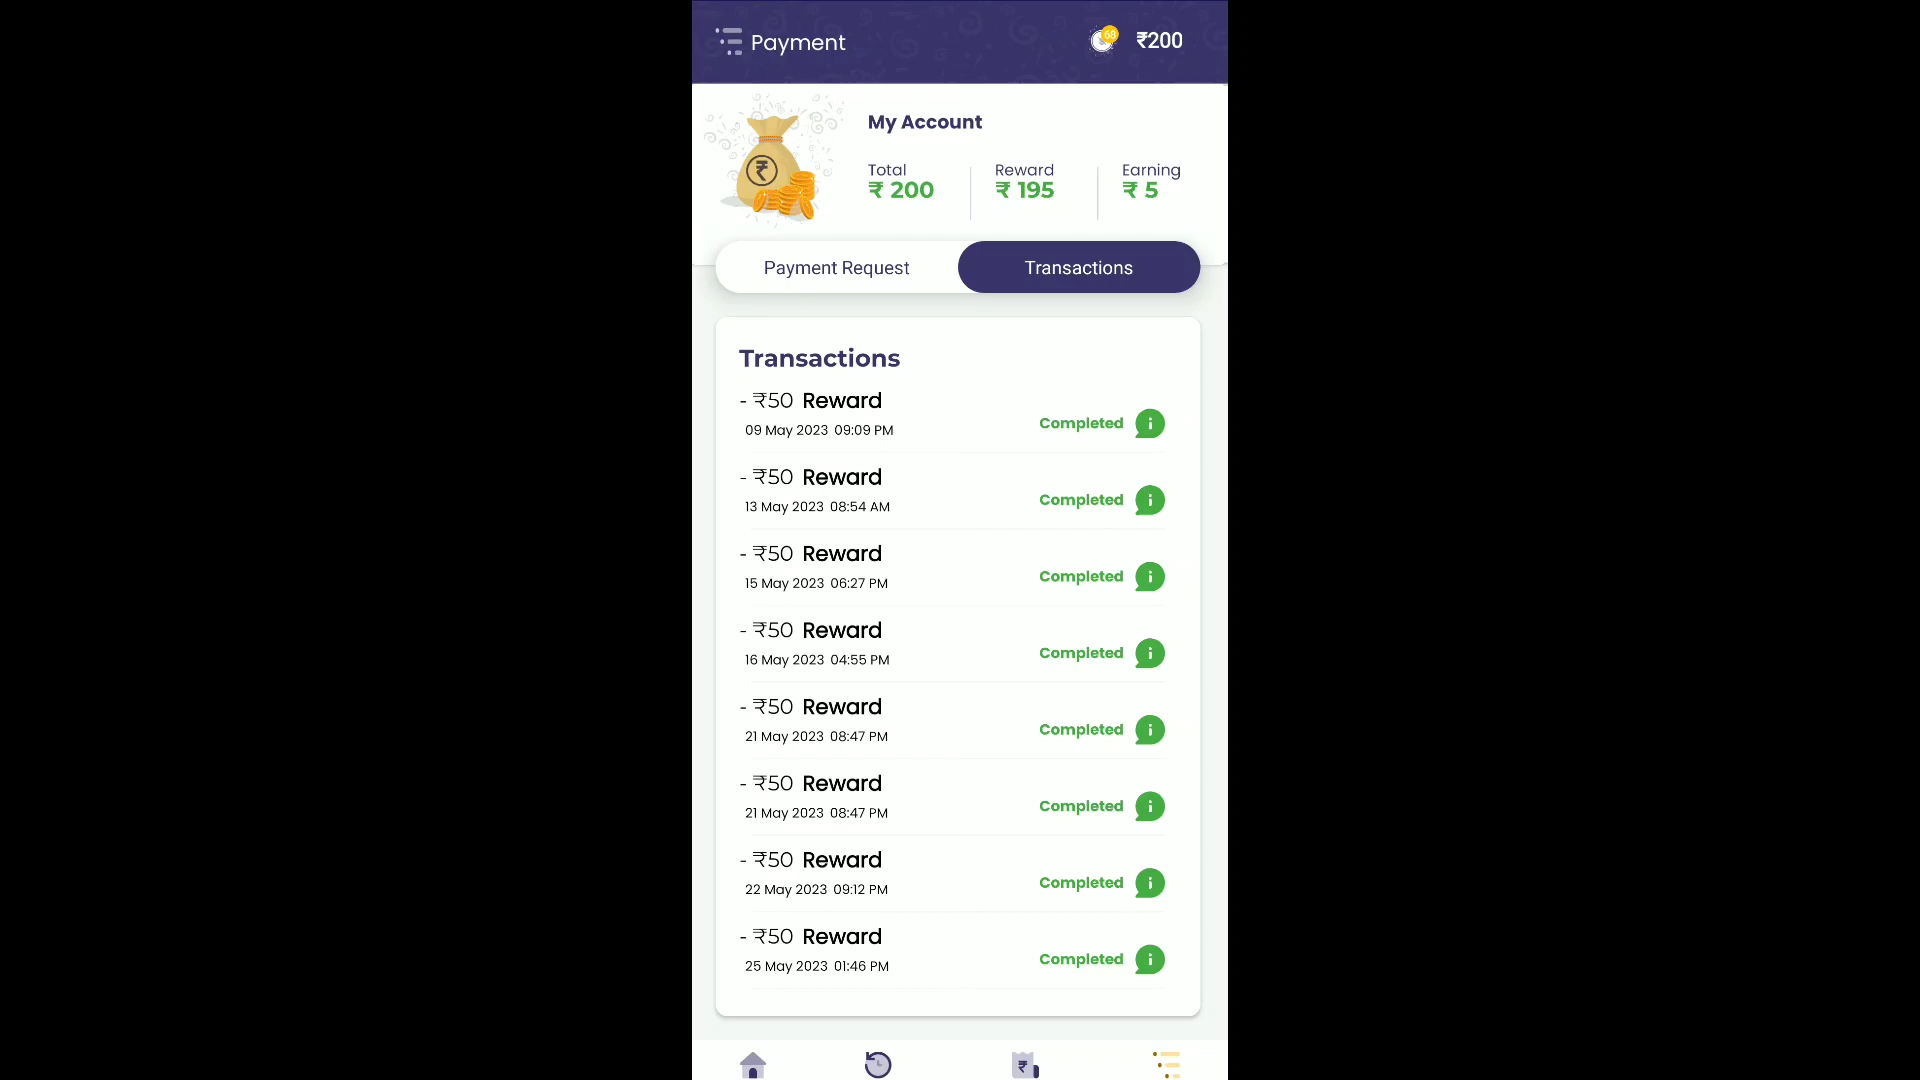 Payment
68
₹200
My Account
Total
Reward
Earning
₹ 200
₹ 195
₹ 5
Payment Request
Transactions
Transactions
- ₹50 Reward
09 May 2023 09:09 PM
Completed
- ₹50 Reward
13 May 2023 08:54 AM
Completed
- ₹50 Reward
15 May 2023 06:27 PM
Completed
- ₹50 Reward
16 May 2023 04:55 PM
Completed
- ₹50 Reward
21 May 2023 08:47 PM
Completed
- ₹50 Reward
21 May 2023 08:47 PM
Completed
- ₹50 Reward
22 May 2023 09:12 PM
Completed
- ₹50 Reward
25 May 2023 01:46 PM
Completed